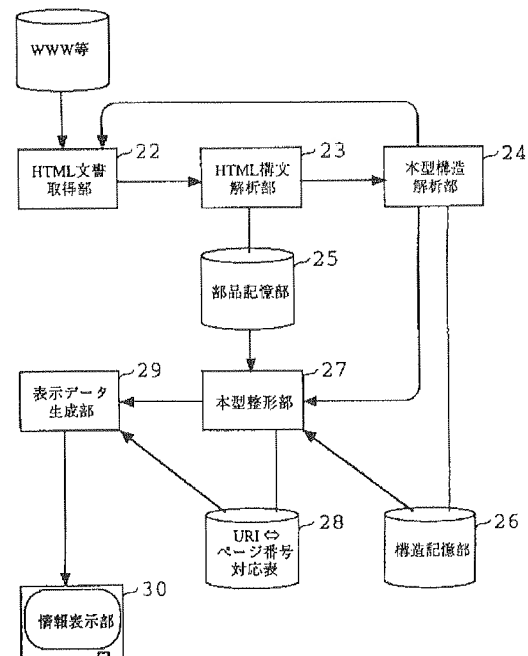 WWW等
22
HTML文書
取得部
23
HTML構文
解析部
24
本型構造
解析部
25
部品記憶部
29
表示データ
生成部
27
本型整形部
28
URI⇔
ページ番号
対応表
26
構造記憶部
30
情報表示部